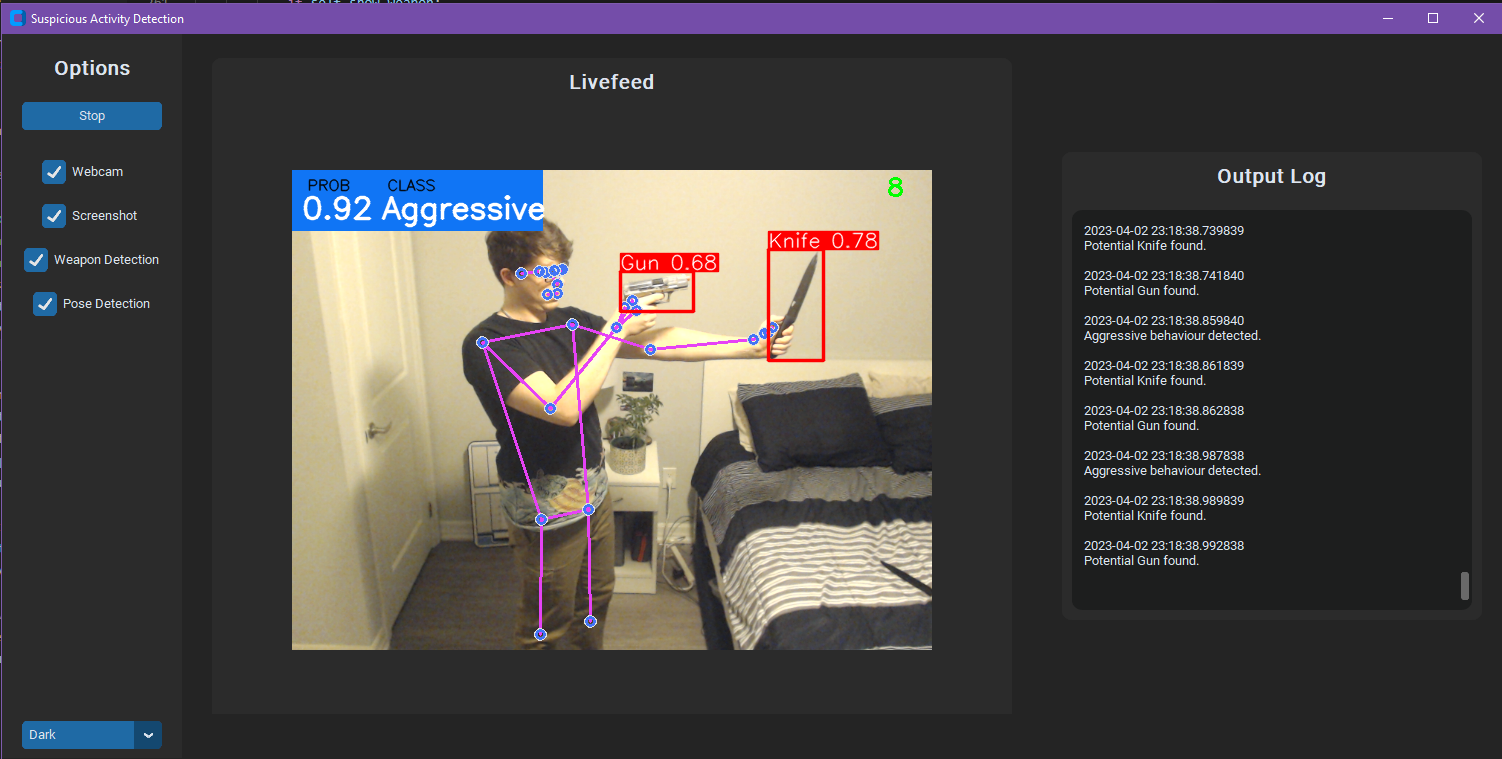 if self.show_weapon:
Suspicious Activity Detection
Options
Stop
Webcam
Screenshot
Weapon Detection
Pose Detection
Dark
Livefeed
PROB CLASS
0.92 Aggressive
8
Gun 0.68
Knife 0.78
Output Log
2023-04-02 23:18:38.739839
Potential Knife found.
2023-04-02 23:18:38.741840
Potential Gun found.
2023-04-02 23:18:38.859840
Aggressive behaviour detected.
2023-04-02 23:18:38.861839
Potential Knife found.
2023-04-02 23:18:38.862838
Potential Gun found.
2023-04-02 23:18:38.987838
Aggressive behaviour detected.
2023-04-02 23:18:38.989839
Potential Knife found.
2023-04-02 23:18:38.992838
Potential Gun found.